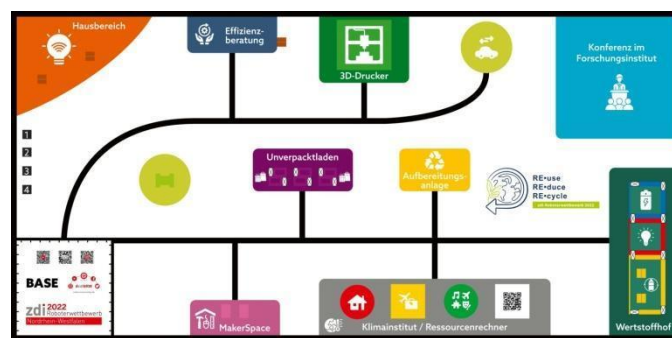 Hausbereich
Effizienz-
beratung
3D-Drucker
Konferenz im
Forschungsinstitut
1
2
3
4
Unverpacktladen
Aufbereitungs-
anlage
RE•use
RE•duce
RE•cycle
BASE
zdi 2022
Roboterwettbewerb
Nordrhein-Westfalen
MakerSpace
Klimainstitut / Ressourcenrechner
Wertstoffhof